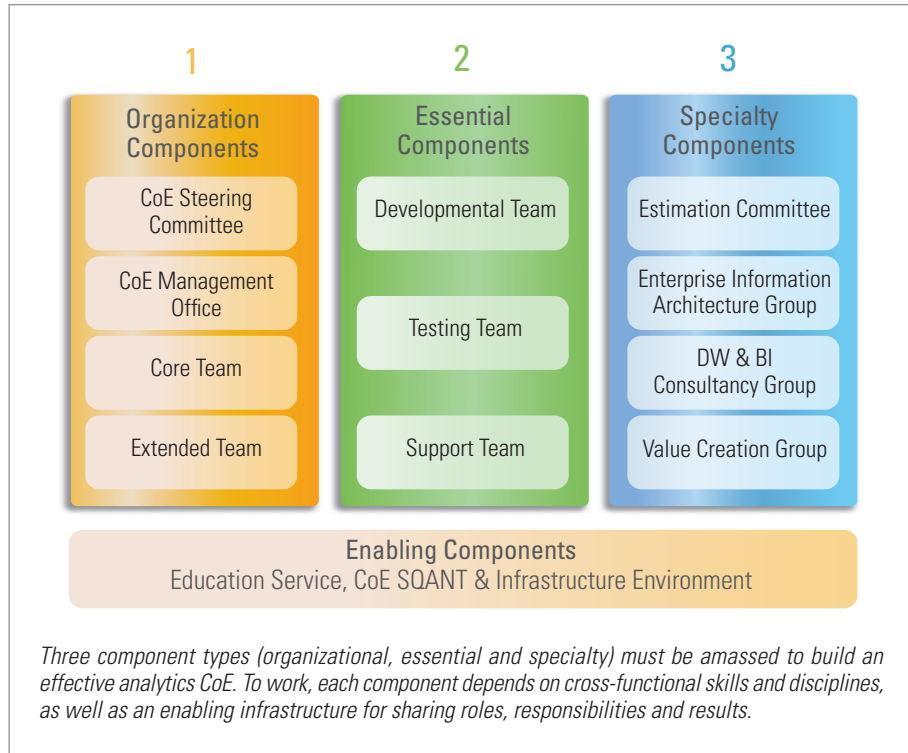 1
Organization
Components
CoE Steering
Committee
CoE Management
Office
Core Team
Extended Team
2
Essential
Components
Developmental Team
Testing Team
Support Team
3
Specialty
Components
Estimation Committee
Enterprise Information
Architecture Group
DW & BI
Consultancy Group
Value Creation Group
Enabling Components
Education Service, CoE SQANT & Infrastructure Environment
Three component types (organizational, essential and specialty) must be amassed to build an
effective analytics CoE. To work, each component depends on cross-functional skills and disciplines,
as well as an enabling infrastructure for sharing roles, responsibilities and results.